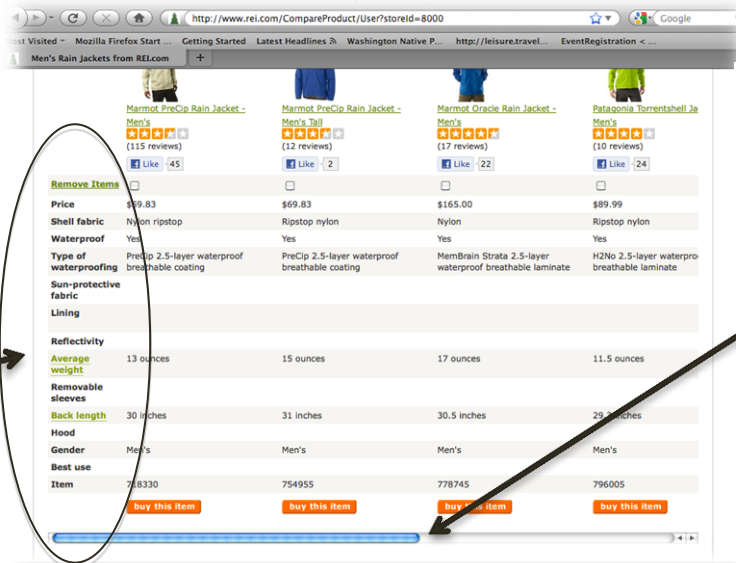 http://www.rei.com/CompareProduct/User?storeId=8000
Google
Visited Mozilla Firefox Start ... Getting Started Latest Headlines Washington Native P... http://leisure.travel... EventRegistration < ...
Men's Rain Jackets from REI.com +
Marmot PreCip Rain Jacket - Marmot PreCip Rain Jacket - Marmot Oracle Rain Jacket - Patagonia Torrentshell Ja
Men's Men's Tall Men's Men's
(115 reviews) (12 reviews) (17 reviews) (10 reviews)
Like 45 Like 2 Like 22 Like 24
Remove Items
Price $69.83 $69.83 $165.00 $89.99
Shell fabric Nylon ripstop Ripstop nylon Nylon Ripstop nylon
Waterproof Yes Yes Yes Yes
Type of PreCip 2.5-layer waterproof PreCip 2.5-layer waterproof MemBrain Strata 2.5-layer H2No 2.5-layer waterpro
waterproofing breathable coating breathable coating waterproof breathable laminate breathable laminate
Sun-protective
fabric
Lining
Reflectivity
Average 13 ounces 15 ounces 17 ounces 11.5 ounces
weight
Removable
sleeves
Back length 30 inches 31 inches 30.5 inches inches
Hood
Gender Men's Men's Men's Men's
Best use
Item 718330 754955 778745 796005
buy this item buy this item buy this item buy this item